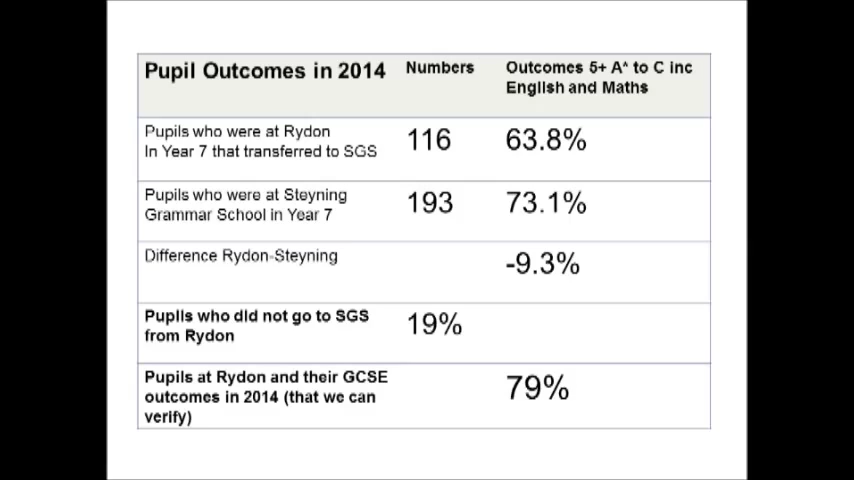 Pupil Outcomes in 2014 Numbers Outcomes 5+ A* to C inc
English and Maths
Pupils who were at Rydon
In Year 7 that transferred to SGS 116 63.8%
Pupils who were at Steyning
Grammar School in Year 7 193 73.1%
Difference Rydon-Steyning -9.3%
Pupils who did not go to SGS
from Rydon 19%
Pupils at Rydon and their GCSE
outcomes in 2014 (that we can
verify) 79%